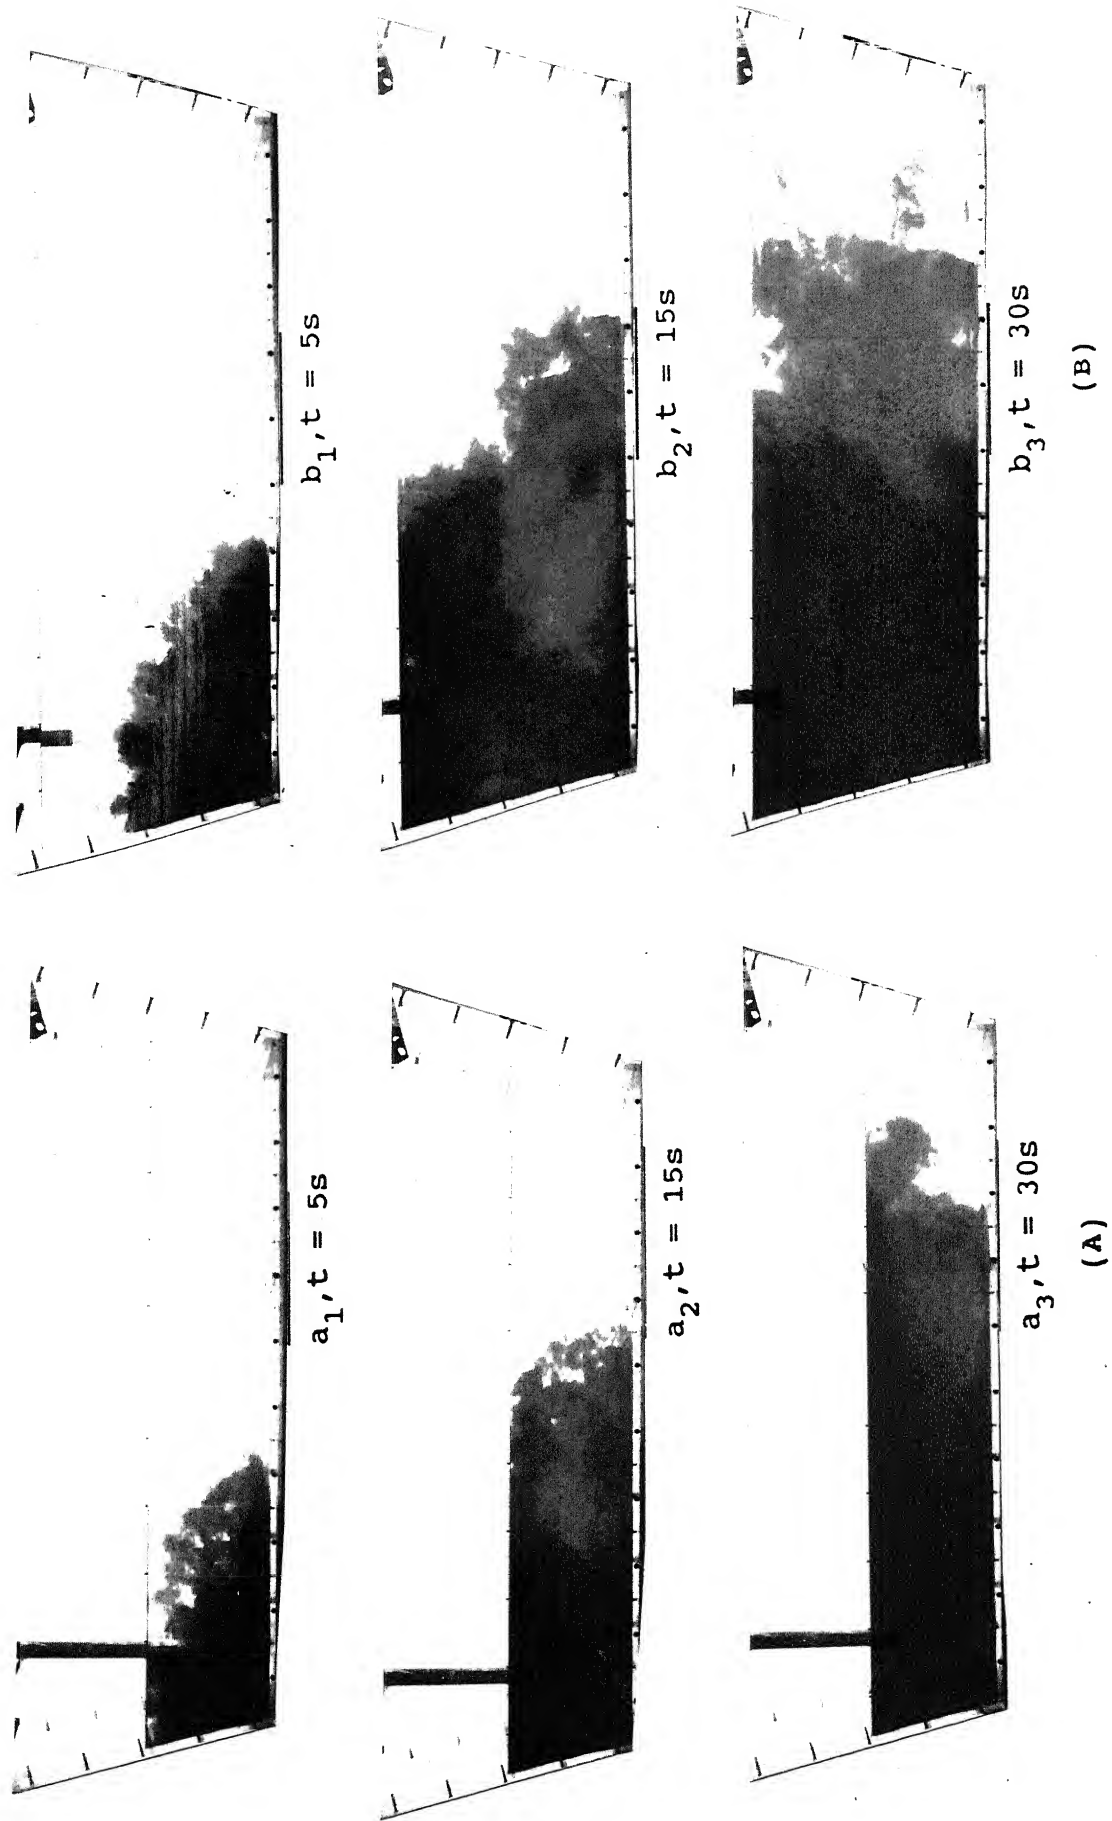 a₁, t = 5s
a₂, t = 15s
a₃, t = 30s
(A)
b₁, t = 5s
b₂, t = 15s
b₃, t = 30s
(B)